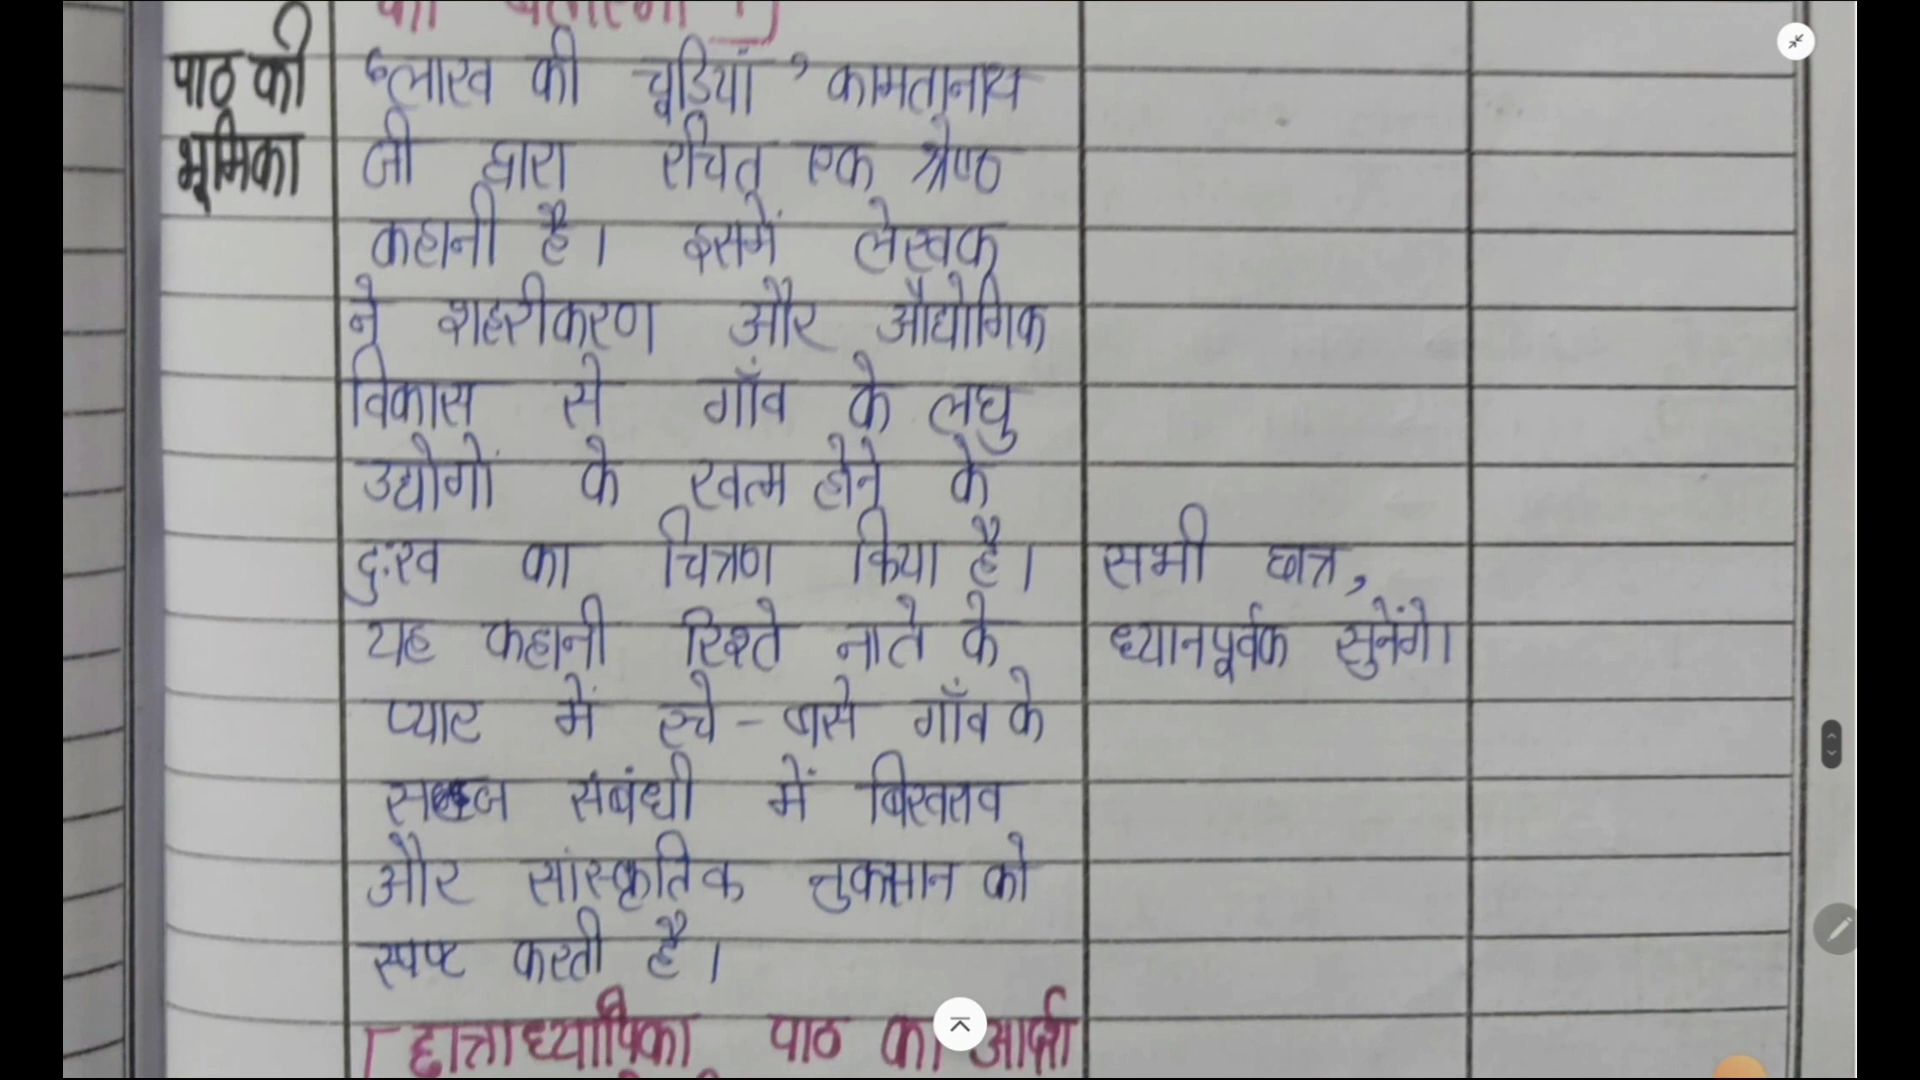 पाठ की
भूमिका
'लाख की चूड़ियाँ' कामतानाथ
जी द्वारा रचित एक श्रेष्ठ
कहानी है। इसमें लेखक
ने शहरीकरण और औद्योगिक
विकास से गाँव के लघु
उद्योगों के खत्म होने के
दुःख का चित्रण किया है।
यह कहानी रिश्ते नाते के
प्यार में रचे-बसे गाँव के
सहज संबंधी में बिखराव
और सांस्कृतिक नुकसान को
स्पष्ट करती है।
सभी छात्र,
ध्यानपूर्वक सुनेंगे।
[छात्राध्यापिका पाठ का आदर्श